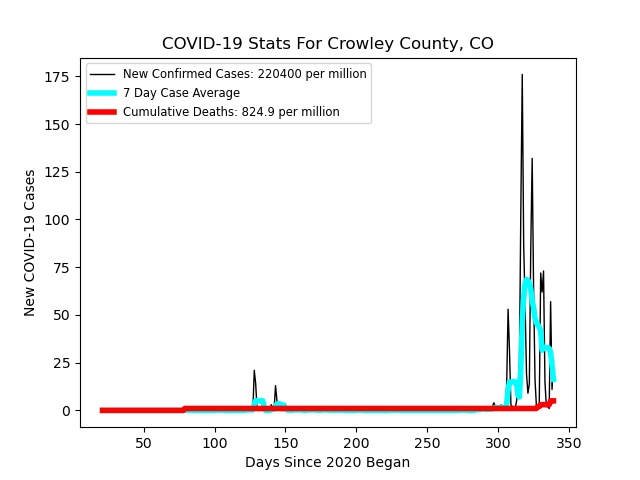 COVID-19 Stats For Crowley County, CO
New Confirmed Cases: 220400 per million
7 Day Case Average
Cumulative Deaths: 824.9 per million
New COVID-19 Cases
175
150
125
100
75
50
25
0
50 100 150 200 250 300 350
Days Since 2020 Began